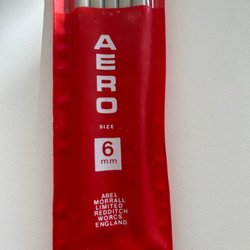 AERO
SIZE
6
mm
ABEL
MORRALL
LIMITED
REDDITCH
WORCS.
ENGLAND.